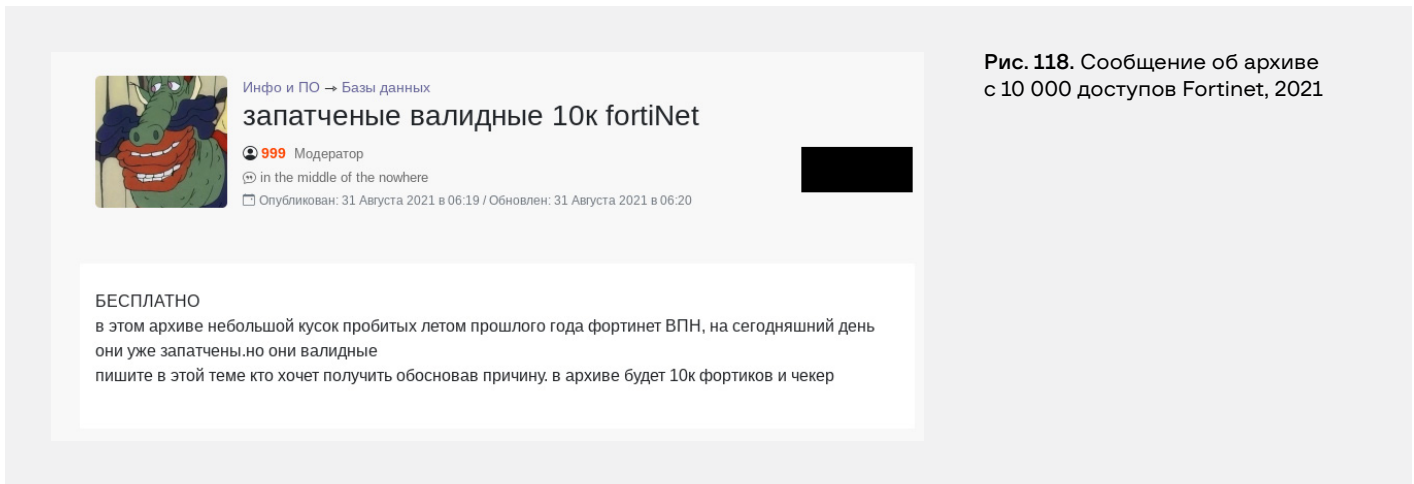 Инфо и ПО → Базы данных
запатченые валидные 10к fortiNet
999 Модератор
in the middle of the nowhere
Опубликован: 31 Августа 2021 в 06:19 / Обновлен: 31 Августа 2021 в 06:20
БЕСПЛАТНО
в этом архиве небольшой кусок пробитых летом прошлого года фортинет ВПН, на сегодняшний день
они уже запатчены.но они валидные
пишите в этой теме кто хочет получить обосновав причину. в архиве будет 10к фортиков и чекер
Рис. 118. Сообщение об архиве
с 10 000 доступов Fortinet, 2021